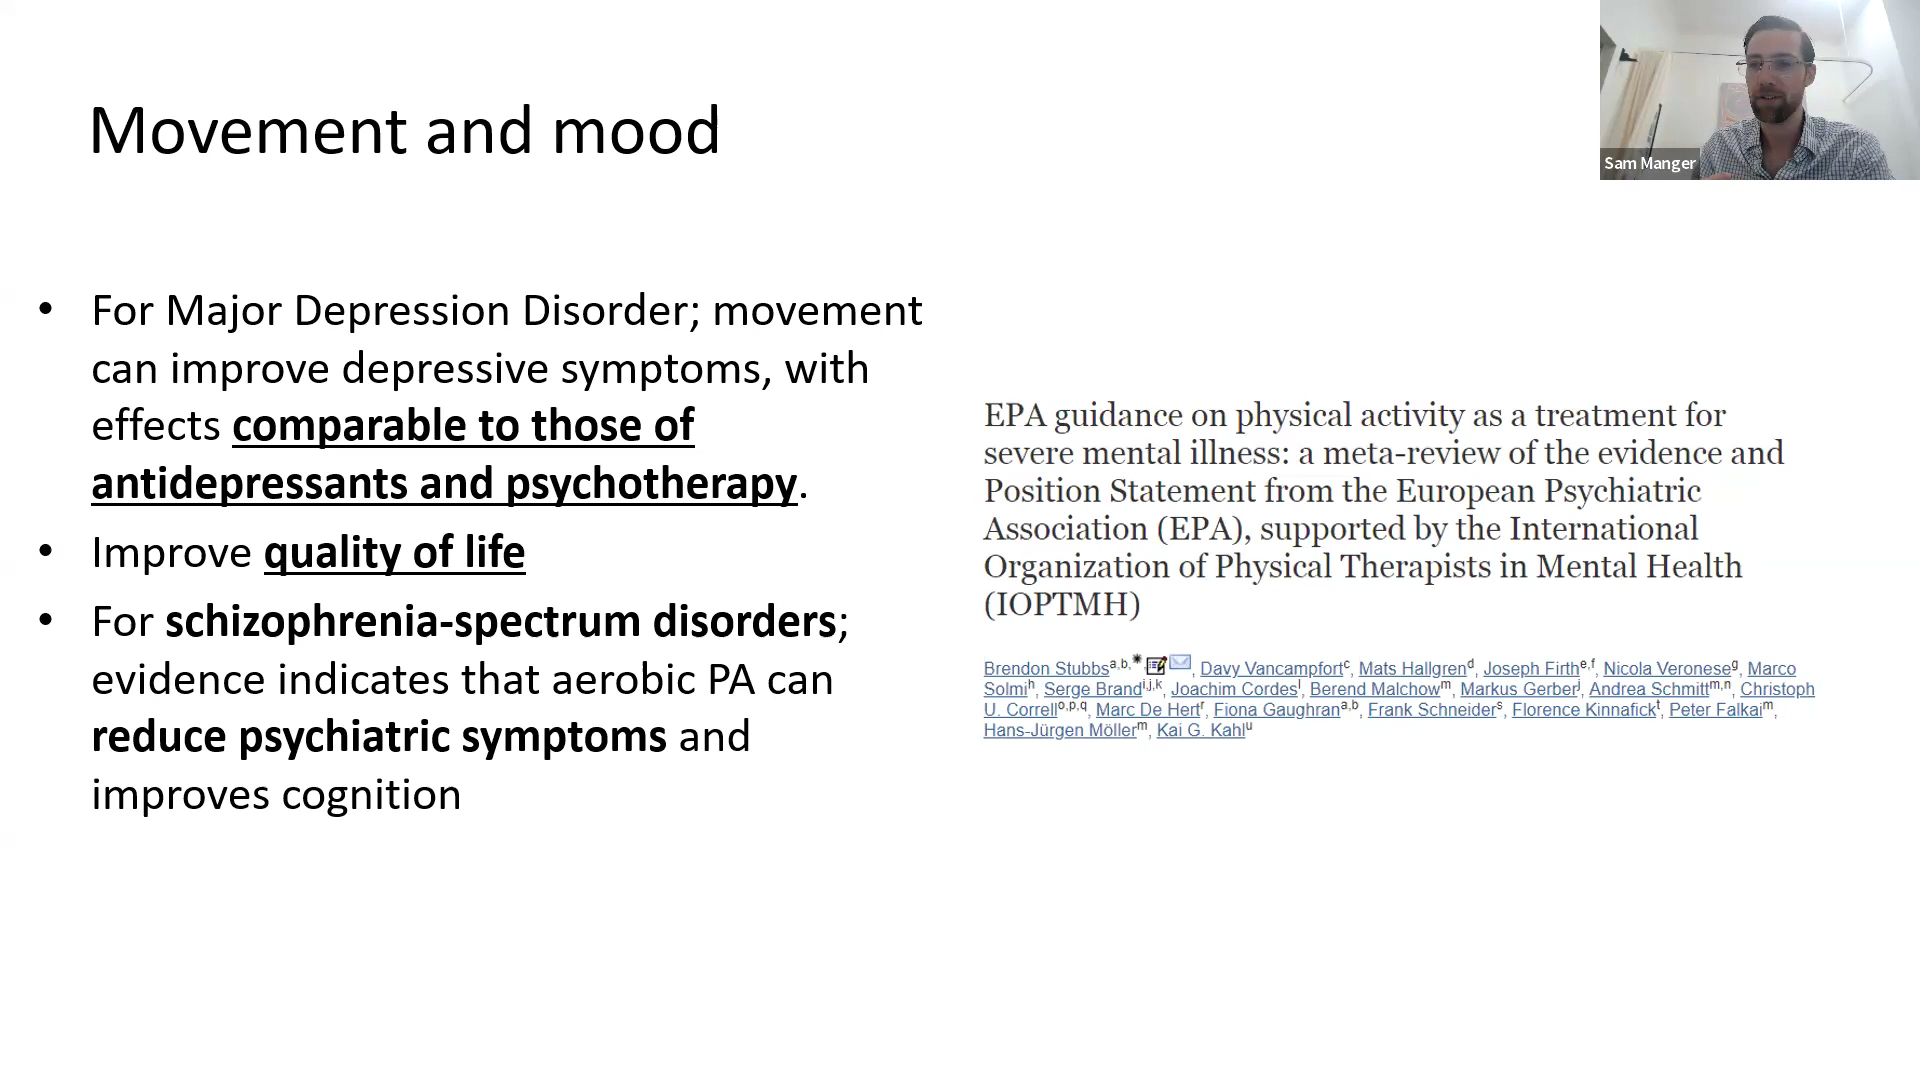 Movement and mood
Sam Manger
• For Major Depression Disorder; movement
can improve depressive symptoms, with
effects comparable to those of
antidepressants and psychotherapy.
• Improve quality of life
• For schizophrenia-spectrum disorders;
evidence indicates that aerobic PA can
reduce psychiatric symptoms and
improves cognition
EPA guidance on physical activity as a treatment for
severe mental illness: a meta-review of the evidence and
Position Statement from the European Psychiatric
Association (EPA), supported by the International
Organization of Physical Therapists in Mental Health
(IOPTMH)
Brendon Stubbs a,b,*, Davy Vancampfort c, Mats Hallgren d, Joseph Firth e,f, Nicola Veronese g, Marco
Solmi h, Serge Brand i,j,k, Joachim Cordes l, Berend Malchow m, Markus Gerber j, Andrea Schmitt m,n, Christoph
U. Correll o,p,q, Marc De Hert r, Fiona Gaughran a,b, Frank Schneider s, Florence Kinnafick t, Peter Falkai m,
Hans-Jürgen Möller m, Kai G. Kahl u